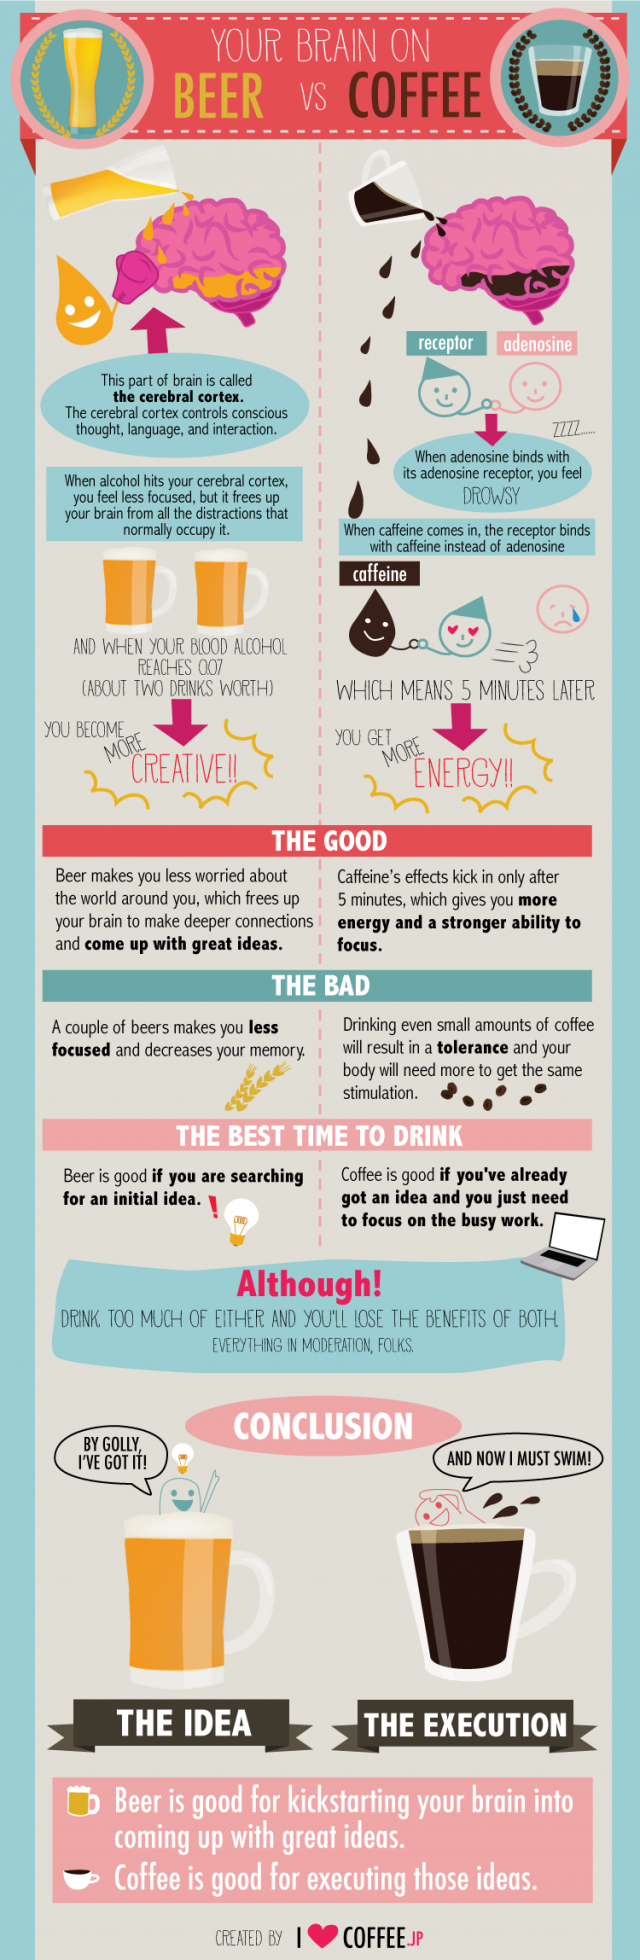 YOUR BRAIN ON
BEER VS COFFEE
This part of brain is called
the cerebral cortex.
The cerebral cortex controls conscious
thought, language, and interaction.
When alcohol hits your cerebral cortex,
you feel less focused, but it frees up
your brain from all the distractions that
normally occupy it.
AND WHEN YOUR BLOOD ALCOHOL
REACHES 0.07
(ABOUT TWO DRINKS WORTH)
YOU BECOME
MORE
CREATIVE!!
receptor adenosine
ZZZZ......
When adenosine binds with
its adenosine receptor, you feel
DROWSY
When caffeine comes in, the receptor binds
with caffeine instead of adenosine
caffeine
WHICH MEANS 5 MINUTES LATER
YOU GET
MORE
ENERGY!!
THE GOOD
Beer makes you less worried about
the world around you, which frees up
your brain to make deeper connections
and come up with great ideas.
Caffeine's effects kick in only after
5 minutes, which gives you more
energy and a stronger ability to
focus.
THE BAD
A couple of beers makes you less
focused and decreases your memory.
Drinking even small amounts of coffee
will result in a tolerance and your
body will need more to get the same
stimulation.
THE BEST TIME TO DRINK
Beer is good if you are searching
for an initial idea.
Coffee is good if you've already
got an idea and you just need
to focus on the busy work.
Although!
DRINK TOO MUCH OF EITHER AND YOU'LL LOSE THE BENEFITS OF BOTH.
EVERYTHING IN MODERATION, FOLKS.
CONCLUSION
BY GOLLY,
I'VE GOT IT!
AND NOW I MUST SWIM!
THE IDEA
THE EXECUTION
Beer is good for kickstarting your brain into
coming up with great ideas.
Coffee is good for executing those ideas.
CREATED BY I COFFEE.JP